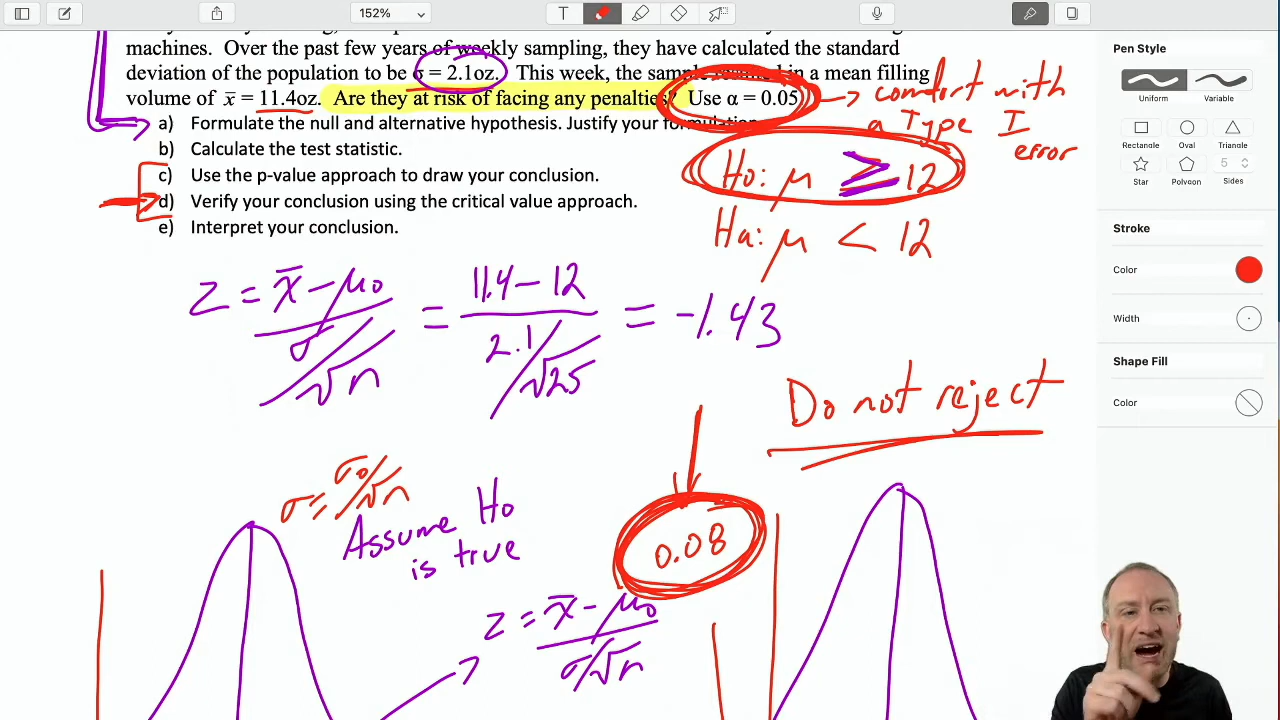 152%
T
machines. Over the past few years of weekly sampling, they have calculated the standard
deviation of the population to be σ = 2.1oz. This week, the sample in a mean filling
volume of x̄ = 11.4oz. Are they at risk of facing any penalties? Use α = 0.05
a) Formulate the null and alternative hypothesis. Justify your formulation.
b) Calculate the test statistic.
c) Use the p-value approach to draw your conclusion.
d) Verify your conclusion using the critical value approach.
e) Interpret your conclusion.
comfort with
a Type I
error
Ho: μ ≥ 12
Ha: μ < 12
z = x̄ - μ₀ / σ/√n = 11.4 - 12 / 2.1/√25 = -1.43
Do not reject
σ = σ₀/√n
Assume Ho
is true
0.08
z = x̄ - μ₀ / σ/√n
Pen Style
Uniform Variable
Rectangle Oval Triangle
5
Star Polygon Sides
Stroke
Color
Width
Shape Fill
Color